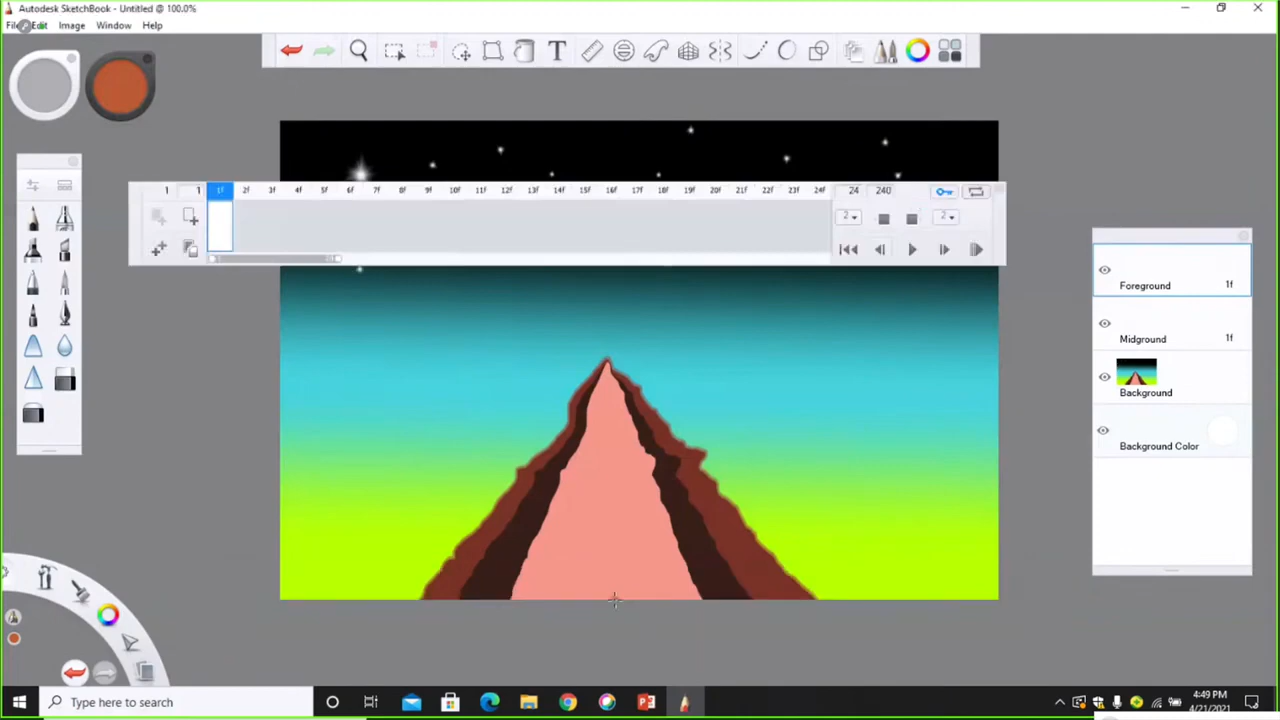 Autodesk SketchBook - Untitled @ 100.0%
File Edit Image Window Help
T
1 1 1f 2f 3f 4f 5f 6f 7f 8f 9f 10f 11f 12f 13f 14f 15f 16f 17f 18f 19f 20f 21f 22f 23f 24f 24 240
2 2
Foreground 1f
Midground 1f
Background
Background Color
Type here to search
4:49 PM
4/21/2021